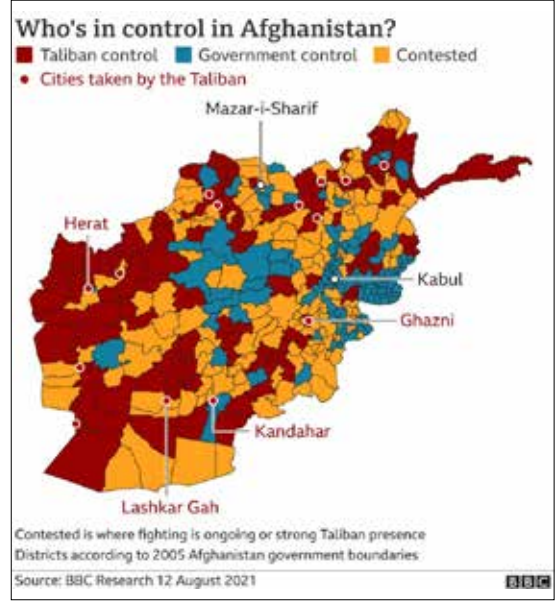 Who's in control in Afghanistan?
Taliban control Government control Contested
Cities taken by the Taliban
Mazar-i-Sharif
Herat
Kabul
Ghazni
Kandahar
Lashkar Gah
Contested is where fighting is ongoing or strong Taliban presence
Districts according to 2005 Afghanistan government boundaries
Source: BBC Research 12 August 2021 BBC